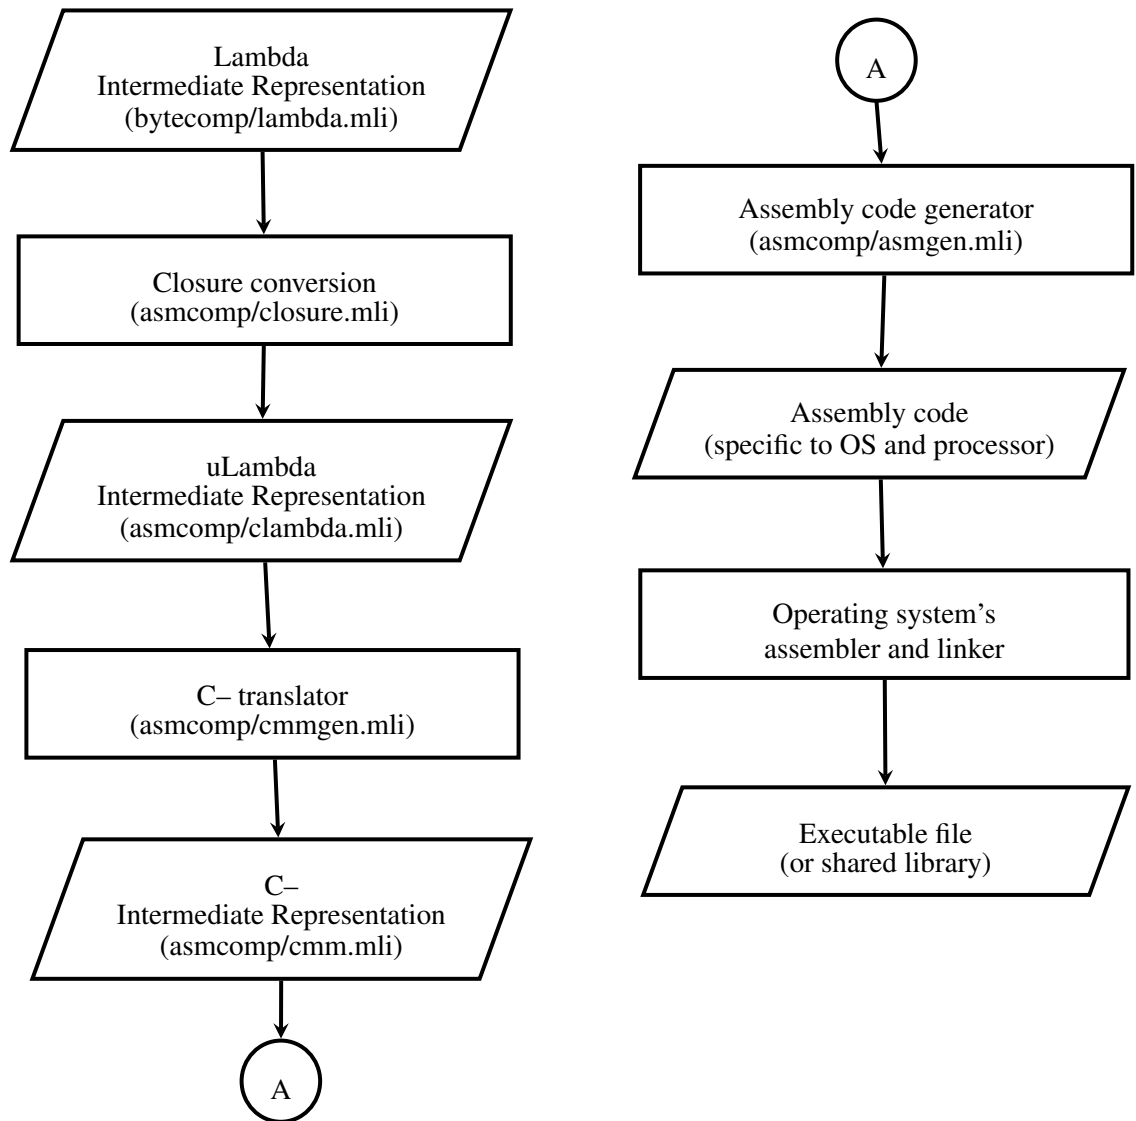 Lambda
Intermediate Representation
(bytecomp/lambda.mli)
Closure conversion
(asmcomp/closure.mli)
uLambda
Intermediate Representation
(asmcomp/clambda.mli)
C– translator
(asmcomp/cmmgen.mli)
C–
Intermediate Representation
(asmcomp/cmm.mli)
A
A
Assembly code generator
(asmcomp/asmgen.mli)
Assembly code
(specific to OS and processor)
Operating system’s
assembler and linker
Executable file
(or shared library)